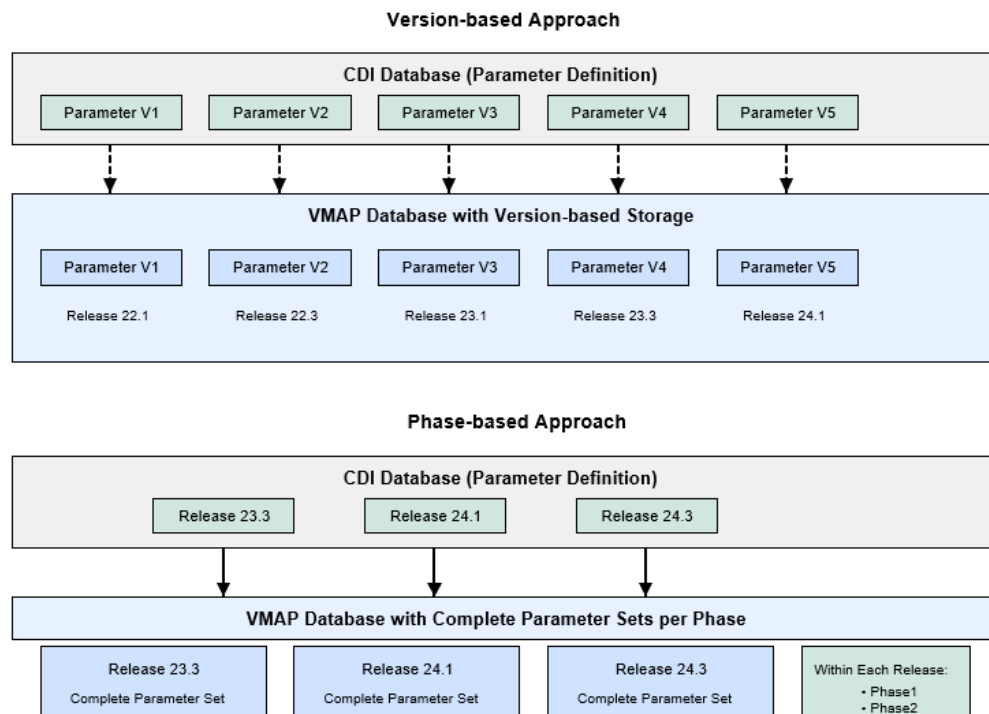 Version-based Approach
CDI Database (Parameter Definition)
Parameter V1 Parameter V2 Parameter V3 Parameter V4 Parameter V5
VMAP Database with Version-based Storage
Parameter V1 Parameter V2 Parameter V3 Parameter V4 Parameter V5
Release 22.1 Release 22.3 Release 23.1 Release 23.3 Release 24.1
Phase-based Approach
CDI Database (Parameter Definition)
Release 23.3 Release 24.1 Release 24.3
VMAP Database with Complete Parameter Sets per Phase
Release 23.3 Release 24.1 Release 24.3
Complete Parameter Set Complete Parameter Set Complete Parameter Set
Within Each Release:
• Phase1
• Phase2